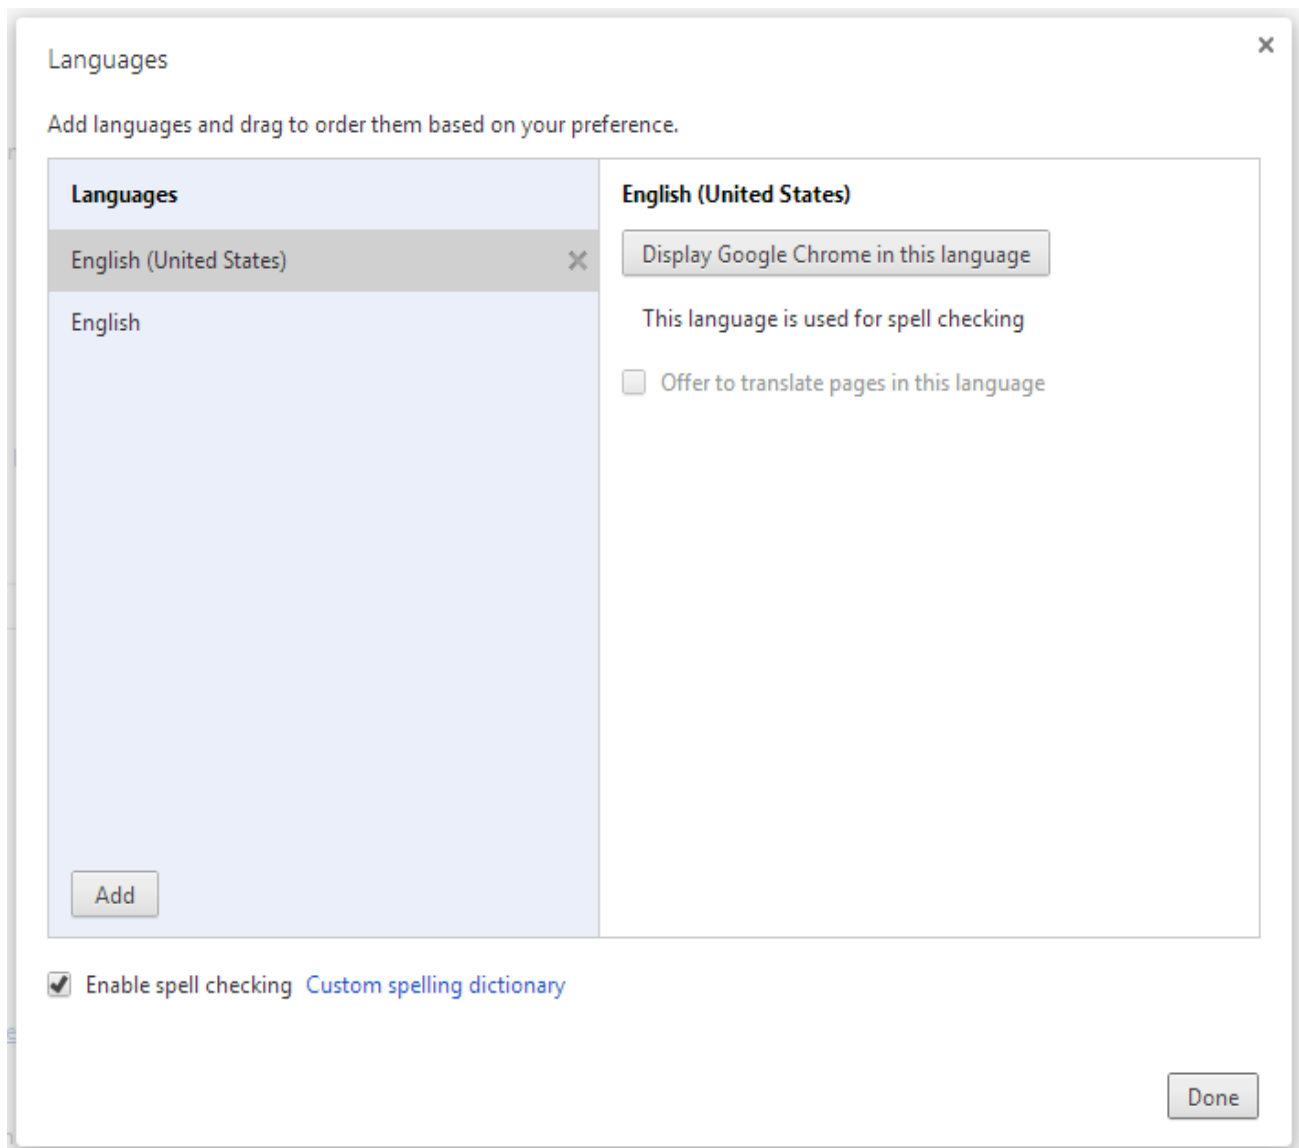 Languages
Add languages and drag to order them based on your preference.
Languages
English (United States)
English
Add
English (United States)
Display Google Chrome in this language
This language is used for spell checking
Offer to translate pages in this language
Enable spell checking Custom spelling dictionary
Done